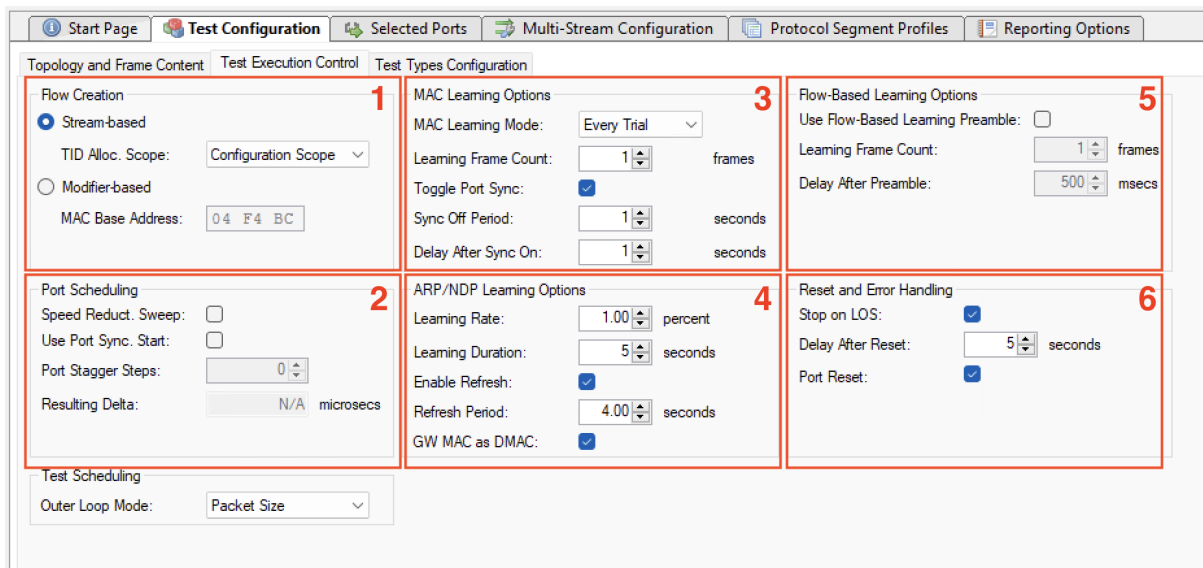 Start Page
Test Configuration
Selected Ports
Multi-Stream Configuration
Protocol Segment Profiles
Reporting Options
Topology and Frame Content
Test Execution Control
Test Types Configuration
Flow Creation
1
Stream-based
TID Alloc. Scope: Configuration Scope
Modifier-based
MAC Base Address: 04 F4 BC
Port Scheduling
2
Speed Reduct. Sweep:
Use Port Sync. Start:
Port Stagger Steps: 0
Resulting Delta: N/A microsecs
Test Scheduling
Outer Loop Mode: Packet Size
MAC Learning Options
3
MAC Learning Mode: Every Trial
Learning Frame Count: 1 frames
Toggle Port Sync:
Sync Off Period: 1 seconds
Delay After Sync On: 1 seconds
ARP/NDP Learning Options
4
Learning Rate: 1.00 percent
Learning Duration: 5 seconds
Enable Refresh:
Refresh Period: 4.00 seconds
GW MAC as DMAC:
Flow-Based Learning Options
5
Use Flow-Based Learning Preamble:
Learning Frame Count: 1 frames
Delay After Preamble: 500 msecs
Reset and Error Handling
6
Stop on LOS:
Delay After Reset: 5 seconds
Port Reset: